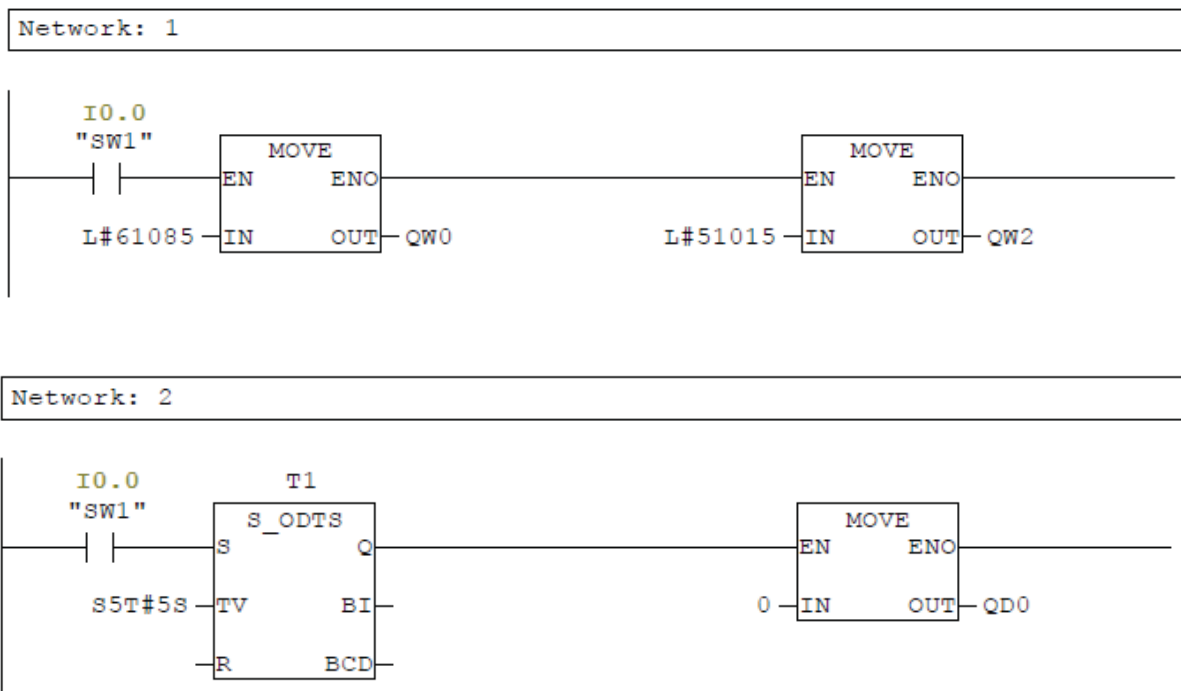 Network: 1
I0.0
"SW1"
MOVE
MOVE
EN ENO
EN ENO
L#61085 IN OUT QW0
L#51015 IN OUT QW2
Network: 2
I0.0
T1
"SW1"
S_ODTS
MOVE
S Q
EN ENO
S5T#5S TV BI
0 IN OUT QD0
R BCD